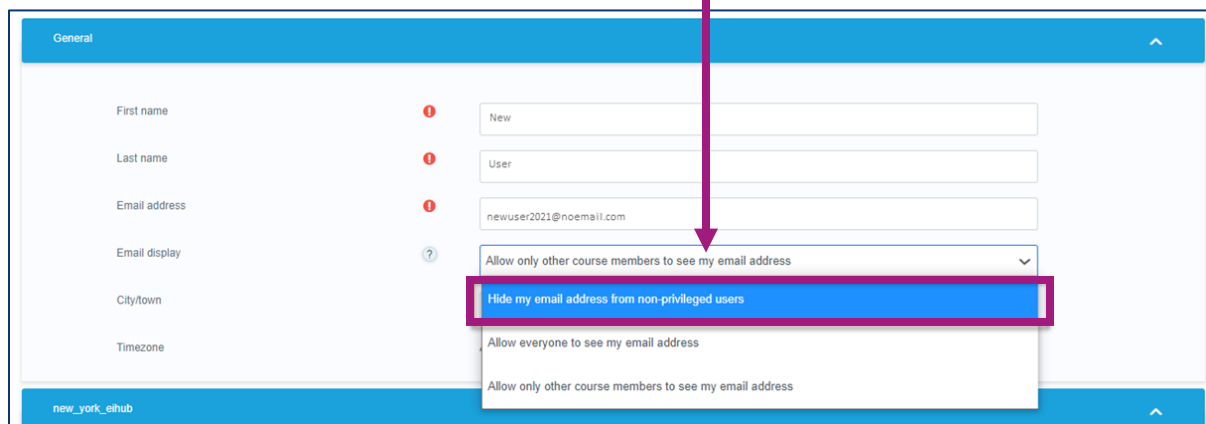 General
First name
New
Last name
User
Email address
newuser2021@noemail.com
Email display
?
Allow only other course members to see my email address
City/town
Hide my email address from non-privileged users
Timezone
Allow everyone to see my email address
Allow only other course members to see my email address
new_york_eihub